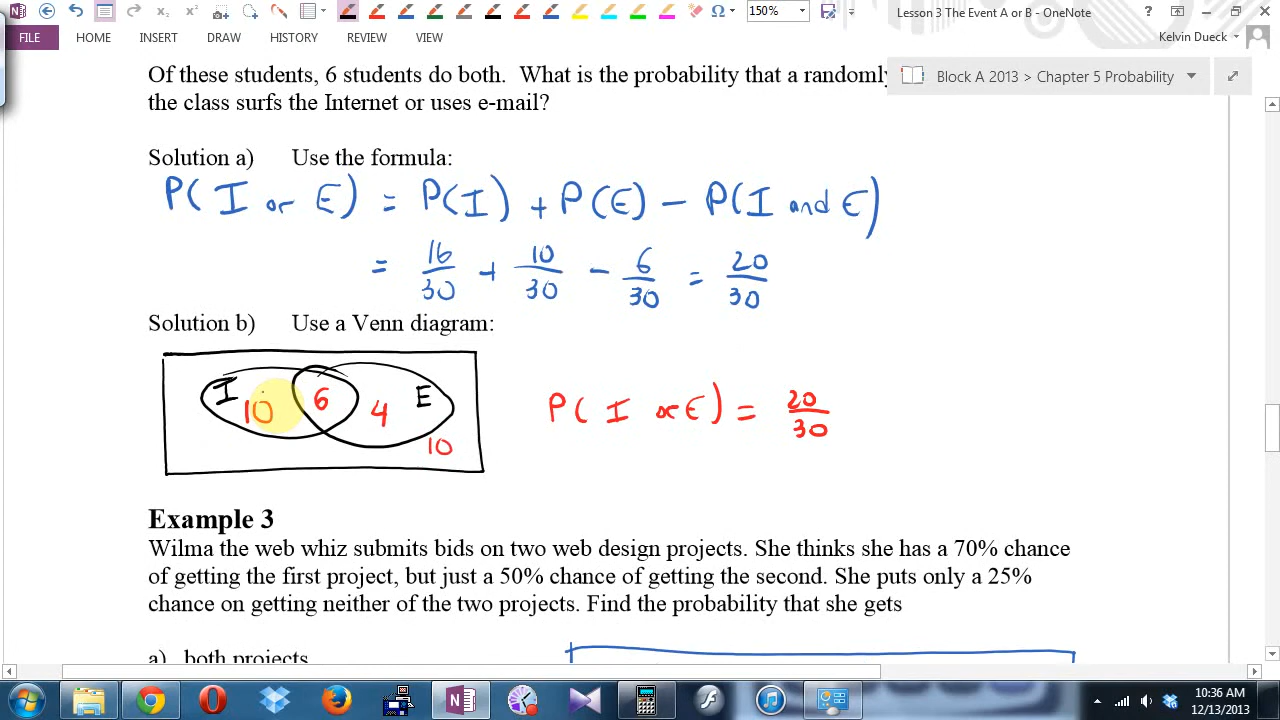 150%
Lesson 3 The Event A or B - OneNote
FILE HOME INSERT DRAW HISTORY REVIEW VIEW
Kelvin Dueck
Block A 2013 > Chapter 5 Probability
Of these students, 6 students do both. What is the probability that a randomly
the class surfs the Internet or uses e-mail?
Solution a) Use the formula:
P( I or E ) = P(I) + P(E) - P(I and E)
= 16/30 + 10/30 - 6/30 = 20/30
Solution b) Use a Venn diagram:
I 10 6 4 E 10
P( I or E) = 20/30
Example 3
Wilma the web whiz submits bids on two web design projects. She thinks she has a 70% chance
of getting the first project, but just a 50% chance of getting the second. She puts only a 25%
chance on getting neither of the two projects. Find the probability that she gets
a) both projects
10:36 AM
12/13/2013